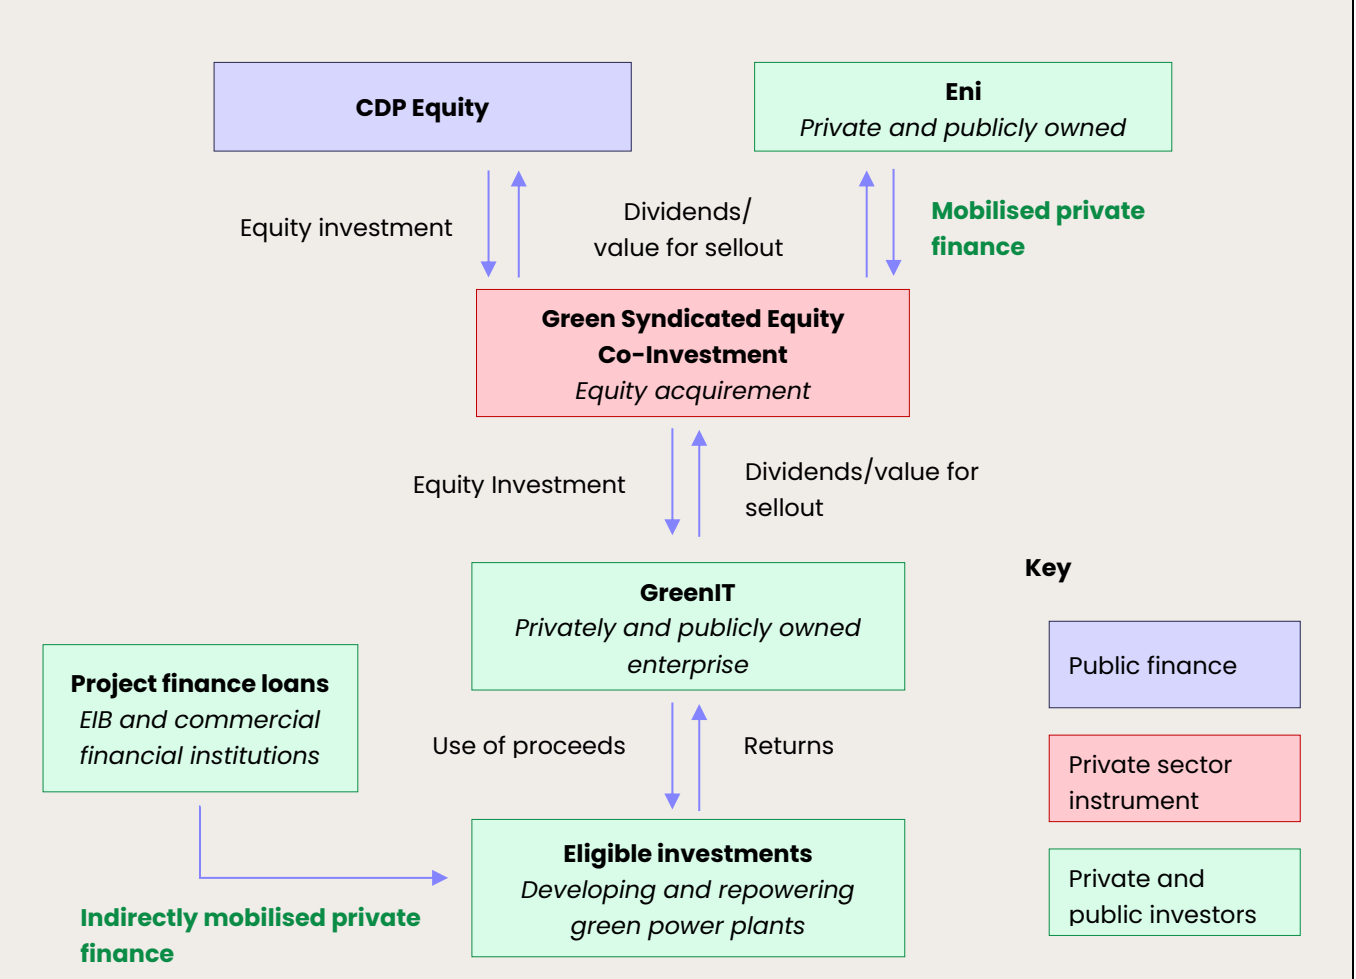 CDP Equity
Eni
Private and publicly owned
Equity investment
Dividends/
value for sellout
Mobilised private
finance
Green Syndicated Equity
Co-Investment
Equity acquirement
Equity Investment
Dividends/value for
sellout
GreenIT
Privately and publicly owned
enterprise
Project finance loans
EIB and commercial
financial institutions
Use of proceeds
Returns
Eligible investments
Developing and repowering
green power plants
Indirectly mobilised private
finance
Key
Public finance
Private sector
instrument
Private and
public investors